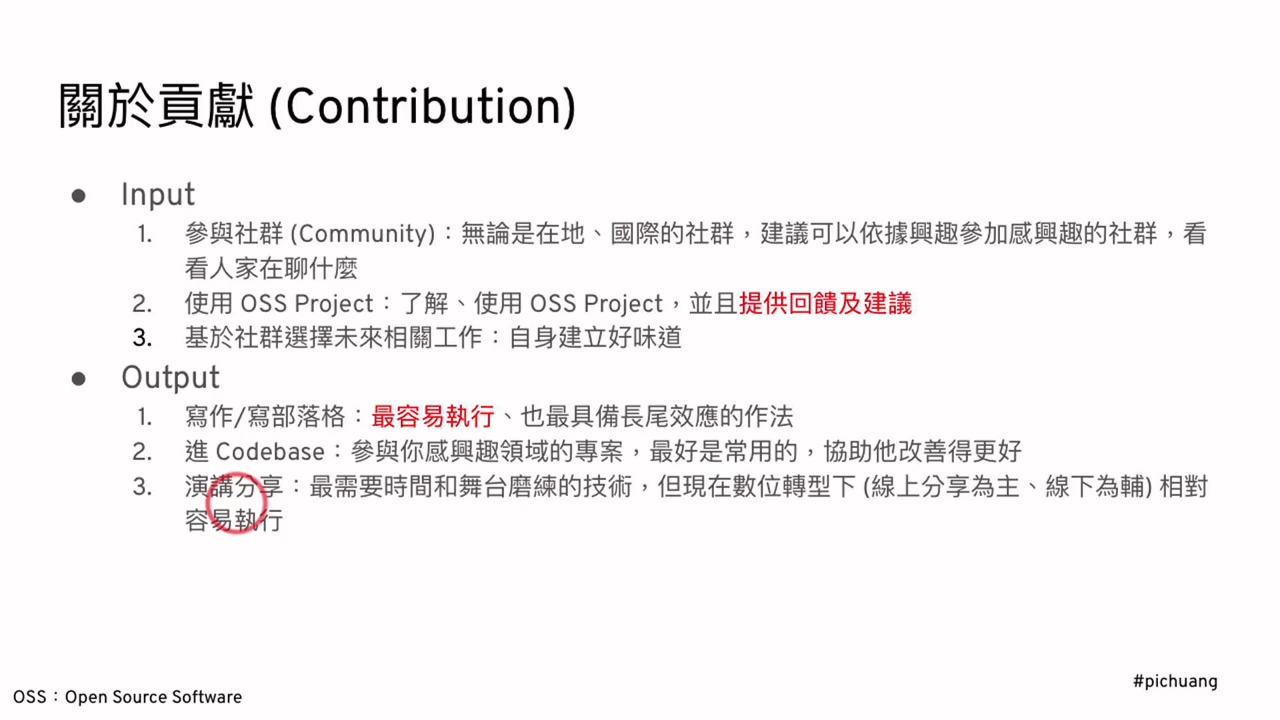 關於貢獻 (Contribution)
● Input
1. 參與社群 (Community)：無論是在地、國際的社群，建議可以依據興趣參加感興趣的社群，看
看人家在聊什麼
2. 使用 OSS Project：了解、使用 OSS Project，並且提供回饋及建議
3. 基於社群選擇未來相關工作：自身建立好味道
● Output
1. 寫作/寫部落格：最容易執行、也最具備長尾效應的作法
2. 進 Codebase：參與你感興趣領域的專案，最好是常用的，協助他改善得更好
3. 演講分享：最需要時間和舞台磨練的技術，但現在數位轉型下 (線上分享為主、線下為輔) 相對
容易執行
#pichuang
OSS：Open Source Software